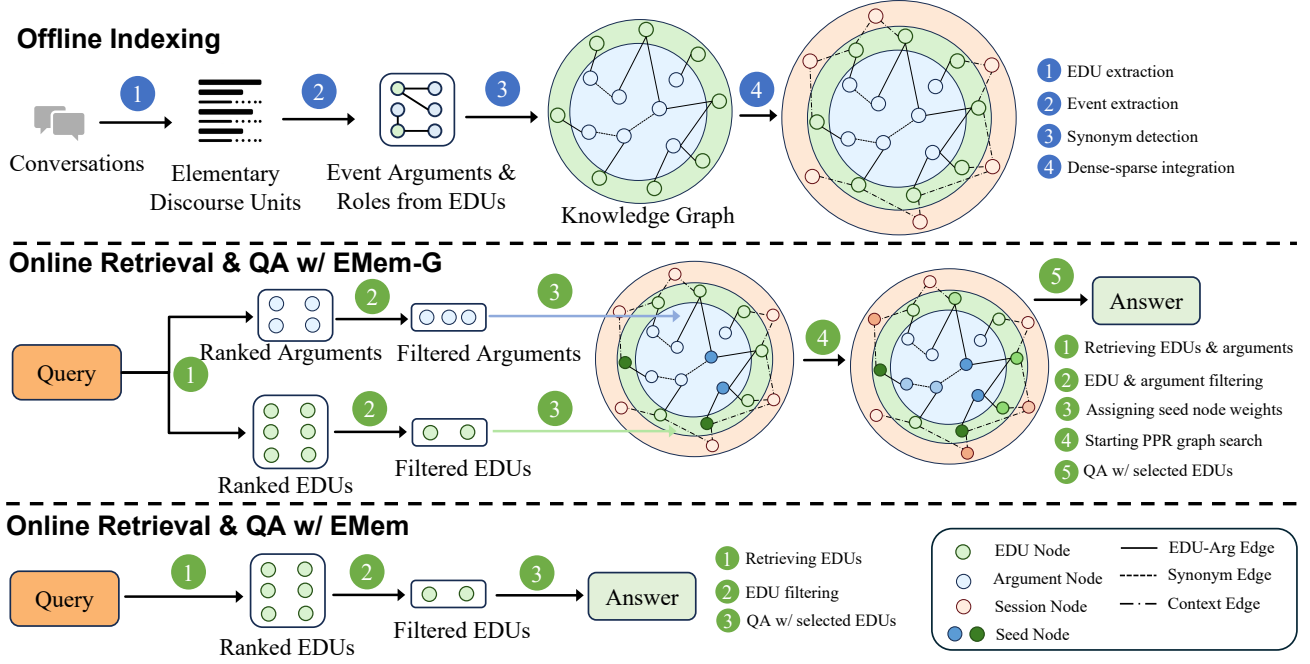 Offline Indexing
1
2
3
4
Conversations
Elementary
Discourse Units
Event Arguments &
Roles from EDUs
Knowledge Graph
1 EDU extraction
2 Event extraction
3 Synonym detection
4 Dense-sparse integration
Online Retrieval & QA w/ EMem-G
Query
1
2
3
Ranked Arguments
Filtered Arguments
2
3
Ranked EDUs
Filtered EDUs
4
5
Answer
1 Retrieving EDUs & arguments
2 EDU & argument filtering
3 Assigning seed node weights
4 Starting PPR graph search
5 QA w/ selected EDUs
Online Retrieval & QA w/ EMem
Query
1
Ranked EDUs
2
Filtered EDUs
3
Answer
1 Retrieving EDUs
2 EDU filtering
3 QA w/ selected EDUs
EDU Node
Argument Node
Session Node
Seed Node
EDU-Arg Edge
Synonym Edge
Context Edge